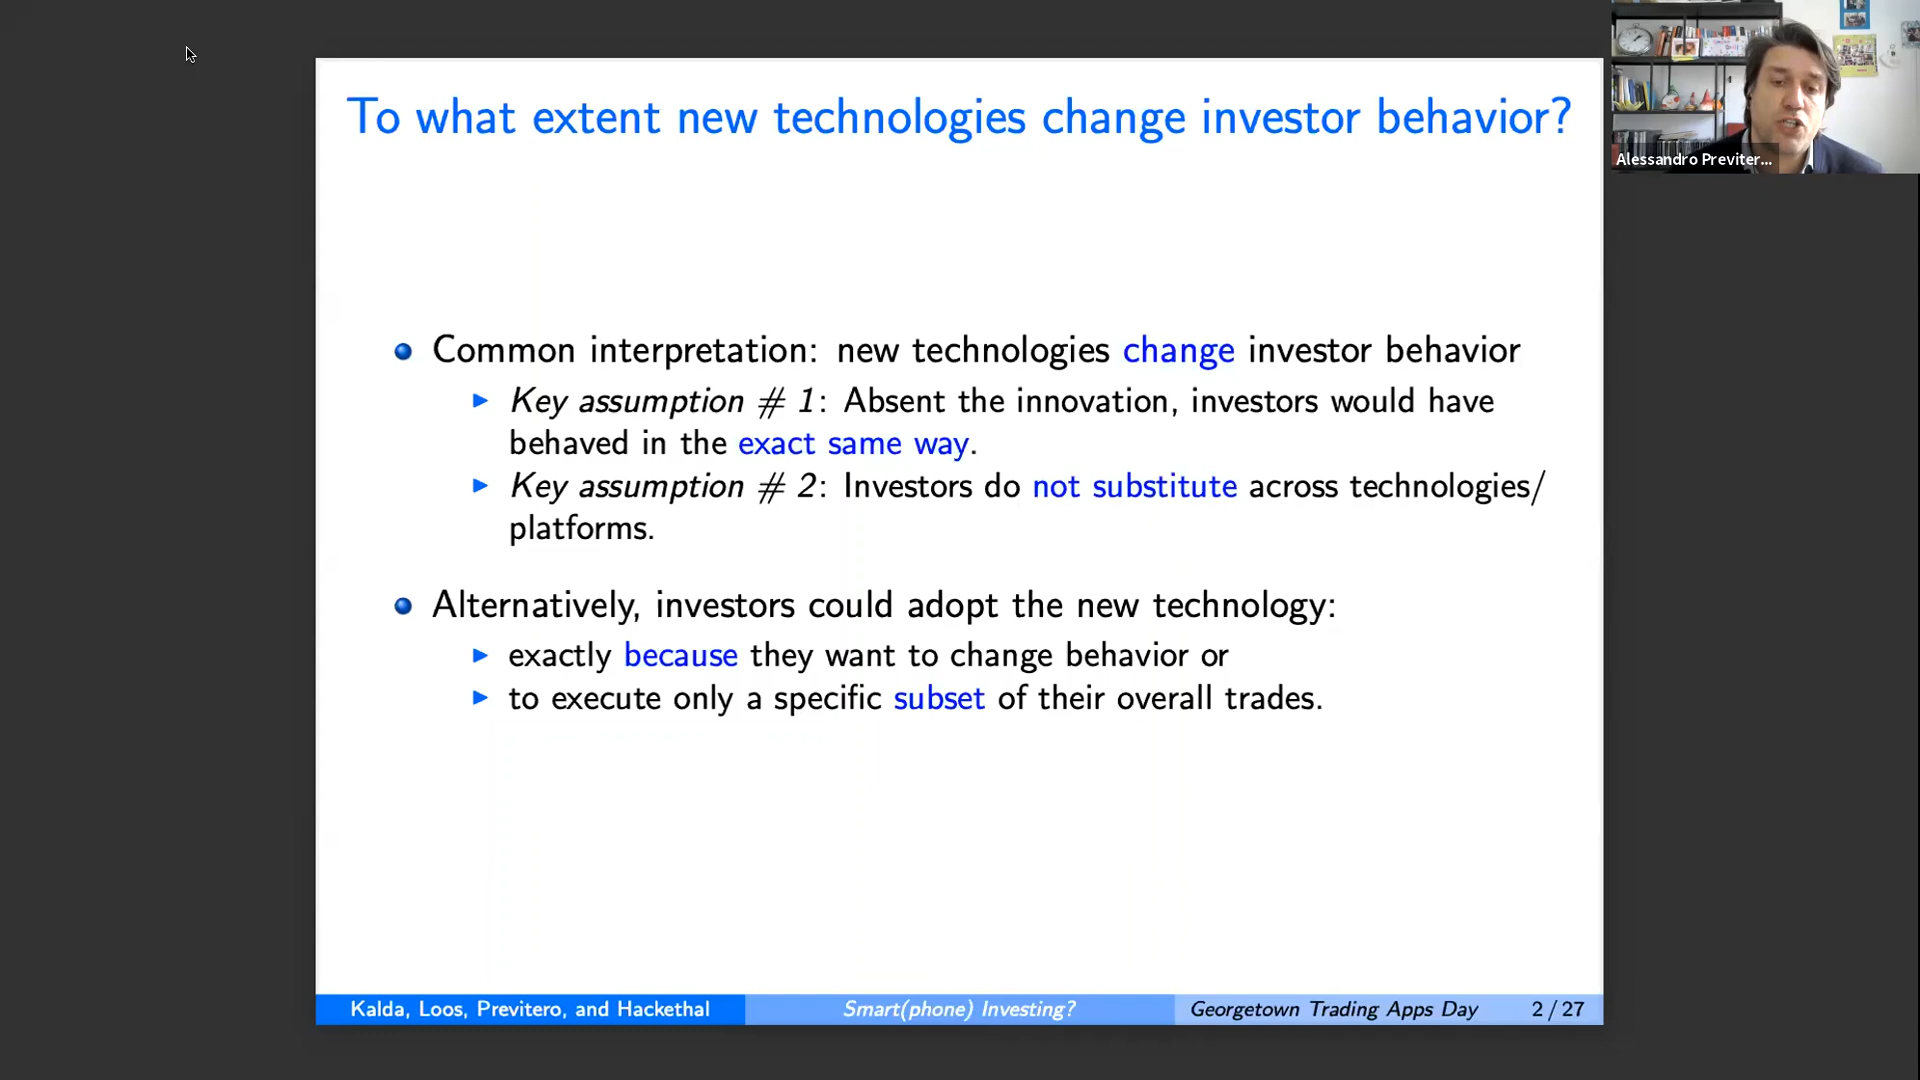 To what extent new technologies change investor behavior?
Alessandro Previter...
Common interpretation: new technologies change investor behavior
Key assumption # 1: Absent the innovation, investors would have
behaved in the exact same way.
Key assumption # 2: Investors do not substitute across technologies/
platforms.
Alternatively, investors could adopt the new technology:
exactly because they want to change behavior or
to execute only a specific subset of their overall trades.
Kalda, Loos, Previtero, and Hackethal
Smart(phone) Investing?
Georgetown Trading Apps Day
2 / 27